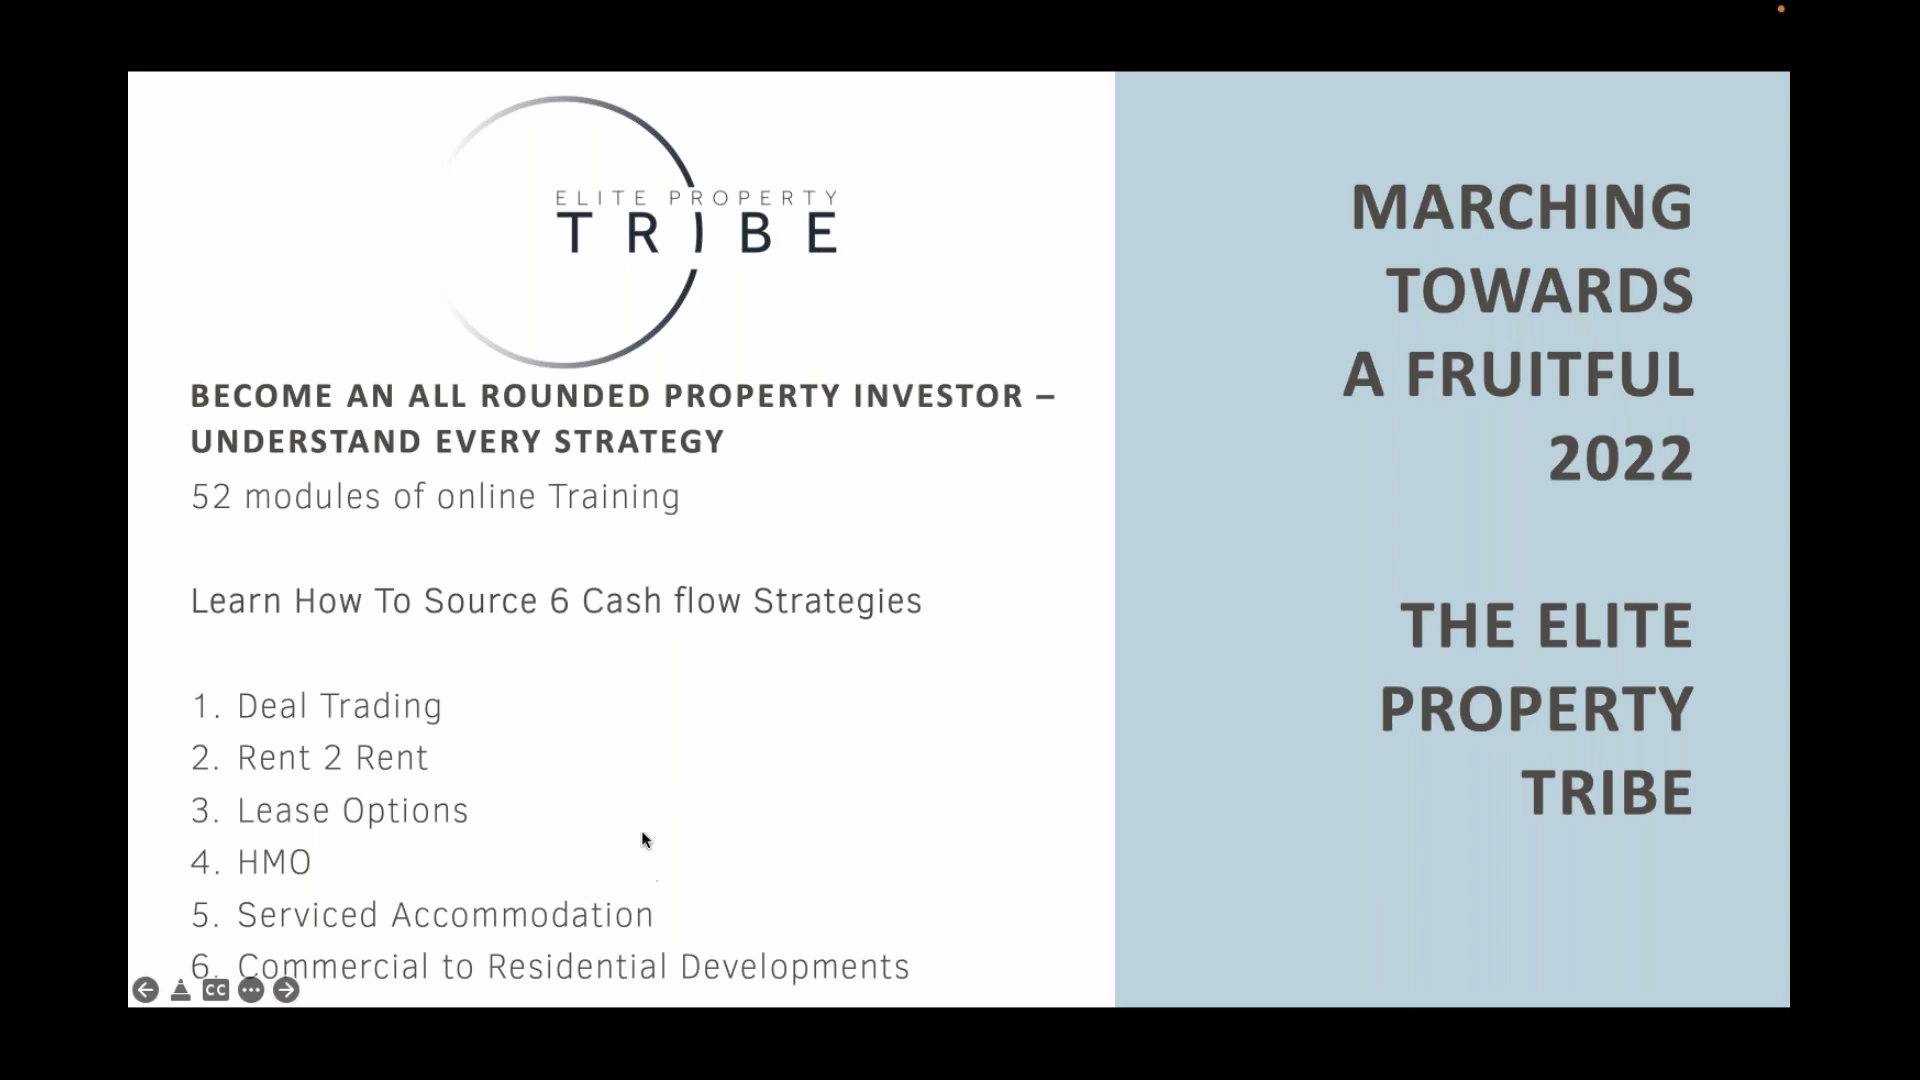 ELITE PROPERTY
TRIBE
BECOME AN ALL ROUNDED PROPERTY INVESTOR –
UNDERSTAND EVERY STRATEGY
52 modules of online Training
Learn How To Source 6 Cash flow Strategies
1. Deal Trading
2. Rent 2 Rent
3. Lease Options
4. HMO
5. Serviced Accommodation
6. Commercial to Residential Developments
CC
MARCHING
TOWARDS
A FRUITFUL
2022
THE ELITE
PROPERTY
TRIBE